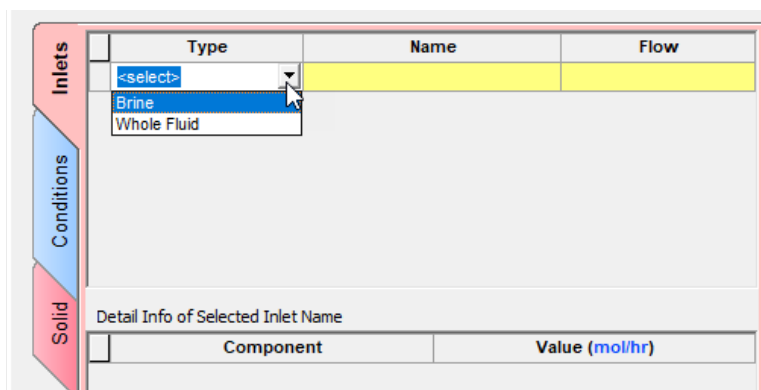 Inlets
Conditions
Solid
Type Name Flow
<select>
Brine
Whole Fluid
Detail Info of Selected Inlet Name
Component Value (mol/hr)